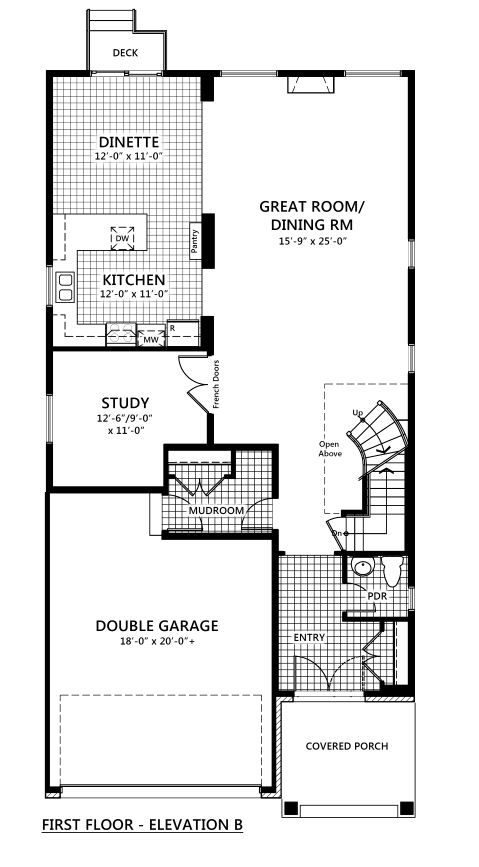 DECK
DINETTE
12'-0" x 11'-0"
GREAT ROOM/
DINING RM
15'-9" x 25'-0"
DW
Pantry
KITCHEN
12'-0" x 11'-0"
R
MW
French Doors
STUDY
12'-6"/9'-0"
x 11'-0"
Up
Open
Above
MUDROOM
Dn
PDR
DOUBLE GARAGE
18'-0" x 20'-0"+
ENTRY
COVERED PORCH
FIRST FLOOR - ELEVATION B